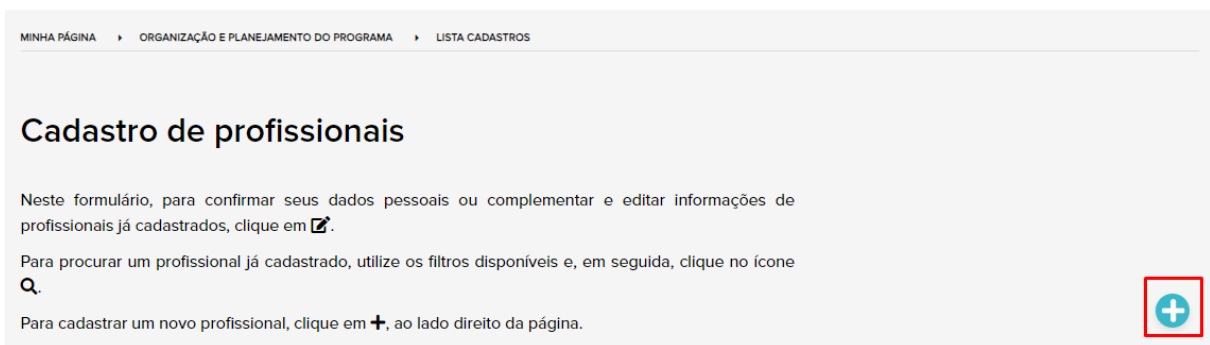 MINHA PÁGINA ▸ ORGANIZAÇÃO E PLANEJAMENTO DO PROGRAMA ▸ LISTA CADASTROS
Cadastro de profissionais
Neste formulário, para confirmar seus dados pessoais ou complementar e editar informações de
profissionais já cadastrados, clique em .
Para procurar um profissional já cadastrado, utilize os filtros disponíveis e, em seguida, clique no ícone
.
Para cadastrar um novo profissional, clique em +, ao lado direito da página.